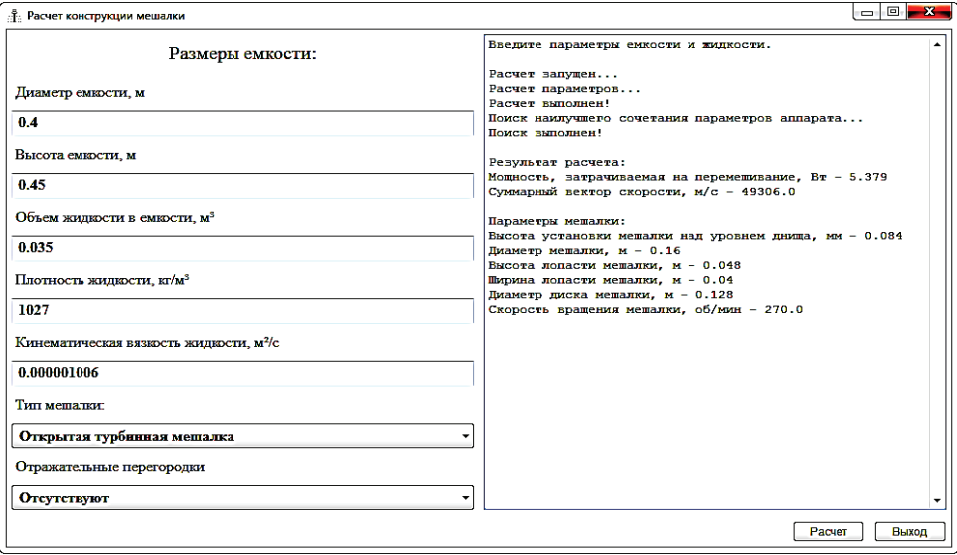 Расчет конструкции мешалки
Размеры емкости:
Диаметр емкости, м
0.4
Высота емкости, м
0.45
Объем жидкости в емкости, м³
0.035
Плотность жидкости, кг/м³
1027
Кинематическая вязкость жидкости, м²/с
0.000001006
Тип мешалки:
Открытая турбинная мешалка
Отражательные перегородки
Отсутствуют
Введите параметры емкости и жидкости.
Расчет запущен...
Расчет параметров...
Расчет выполнен!
Поиск наилучшего сочетания параметров аппарата...
Поиск зыполнен!
Результат расчета:
Мощность, затрачиваемая на перемешивание, Вт - 5.379
Суммарный вектор скорости, м/с - 49306.0
Параметры мешалки:
Высота установки мешалки над уровнем днища, мм - 0.084
Диаметр мешалки, м - 0.16
Высота лопасти мешалки, м - 0.048
Ширина лопасти мешалки, м - 0.04
Диаметр диска мешалки, м - 0.128
Скорость вращения мешалки, об/мин - 270.0
Расчет
Выход